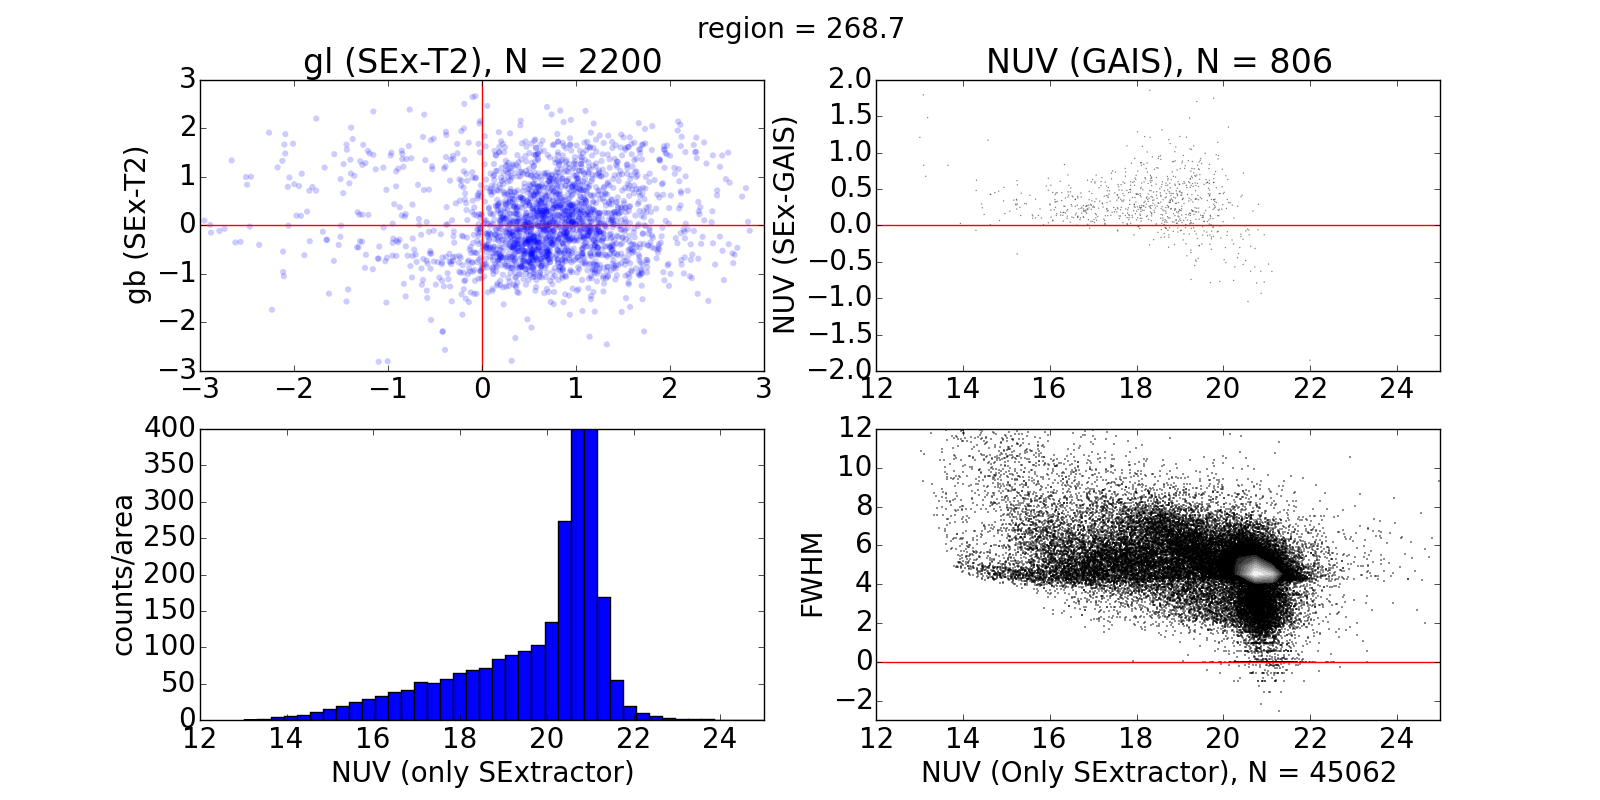 region = 268.7
gl (SEx-T2), N = 2200
NUV (GAIS), N = 806
3
2
1
0
−1
−2
−3
gb (SEx-T2)
−3 −2 −1 0 1 2 3
2.0
1.5
1.0
0.5
0.0
−0.5
−1.0
−1.5
−2.0
NUV (SEx-GAIS)
12 14 16 18 20 22 24
400
350
300
250
200
150
100
50
0
counts/area
12 14 16 18 20 22 24
NUV (only SExtractor)
12
10
8
6
4
2
0
−2
FWHM
12 14 16 18 20 22 24
NUV (Only SExtractor), N = 45062